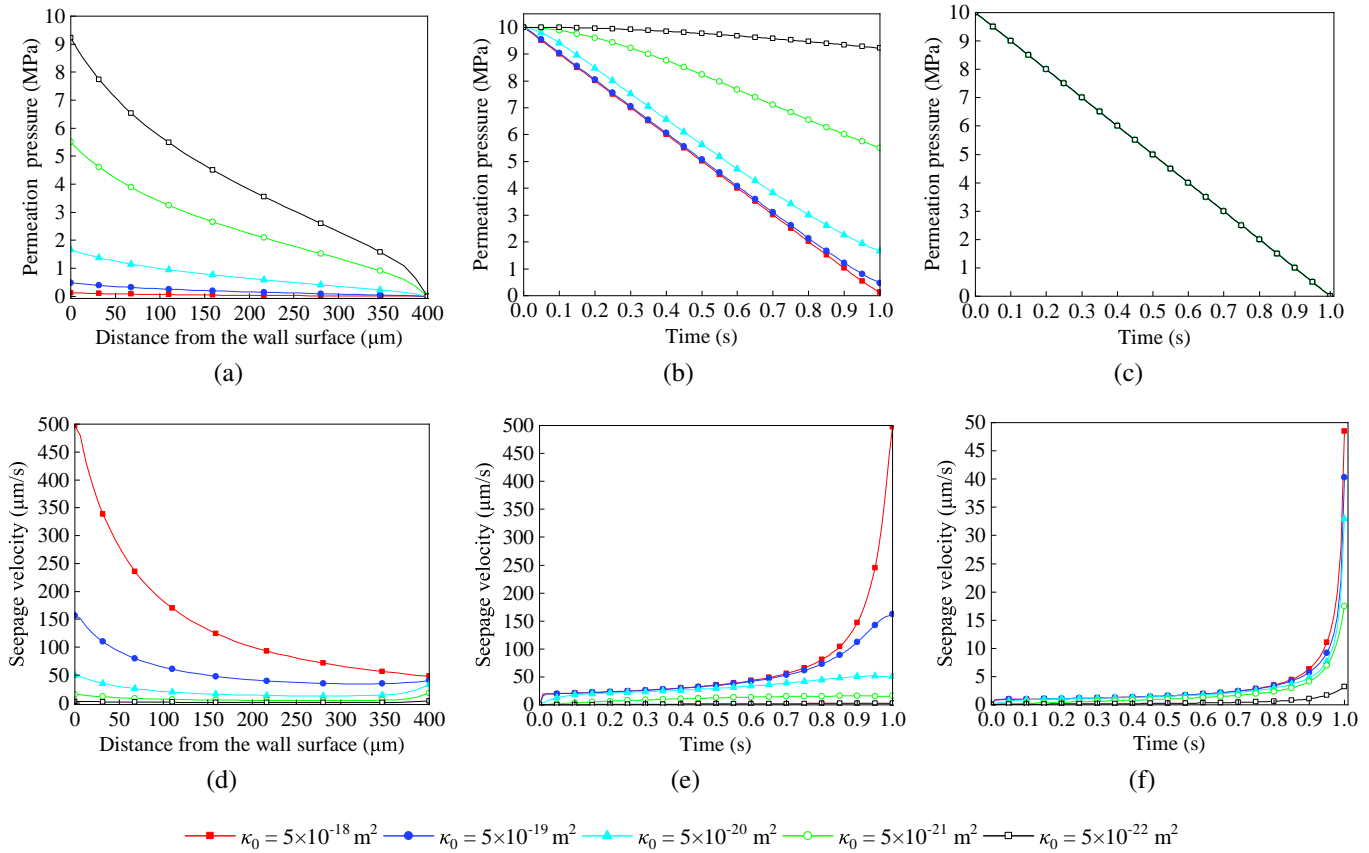 10
9
8
7
6
5
4
3
2
1
0
Permeation pressure (MPa)
0 50 100 150 200 250 300 350 400
Distance from the wall surface (μm)
(a)
10
9
8
7
6
5
4
3
2
1
0
Permeation pressure (MPa)
0.0 0.1 0.2 0.3 0.4 0.5 0.6 0.7 0.8 0.9 1.0
Time (s)
(b)
10
9
8
7
6
5
4
3
2
1
0
Permeation pressure (MPa)
0.0 0.1 0.2 0.3 0.4 0.5 0.6 0.7 0.8 0.9 1.0
Time (s)
(c)
500
450
400
350
300
250
200
150
100
50
0
Seepage velocity (μm/s)
0 50 100 150 200 250 300 350 400
Distance from the wall surface (μm)
(d)
500
450
400
350
300
250
200
150
100
50
0
Seepage velocity (μm/s)
0.0 0.1 0.2 0.3 0.4 0.5 0.6 0.7 0.8 0.9 1.0
Time (s)
(e)
50
45
40
35
30
25
20
15
10
5
0
Seepage velocity (μm/s)
0.0 0.1 0.2 0.3 0.4 0.5 0.6 0.7 0.8 0.9 1.0
Time (s)
(f)
κ₀ = 5×10⁻¹⁸ m² κ₀ = 5×10⁻¹⁹ m² κ₀ = 5×10⁻²⁰ m² κ₀ = 5×10⁻²¹ m² κ₀ = 5×10⁻²² m²